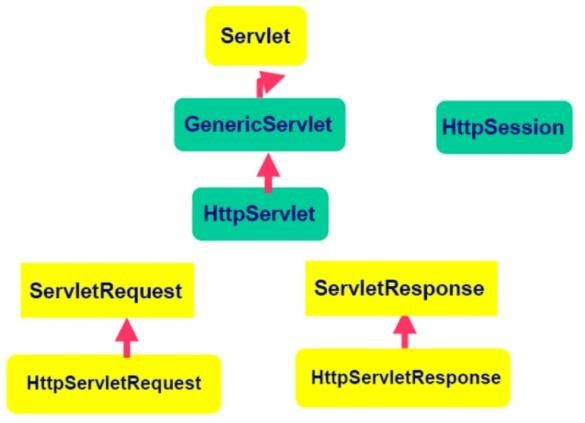 Servlet
GenericServlet
HttpSession
HttpServlet
ServletRequest
ServletResponse
HttpServletRequest
HttpServletResponse